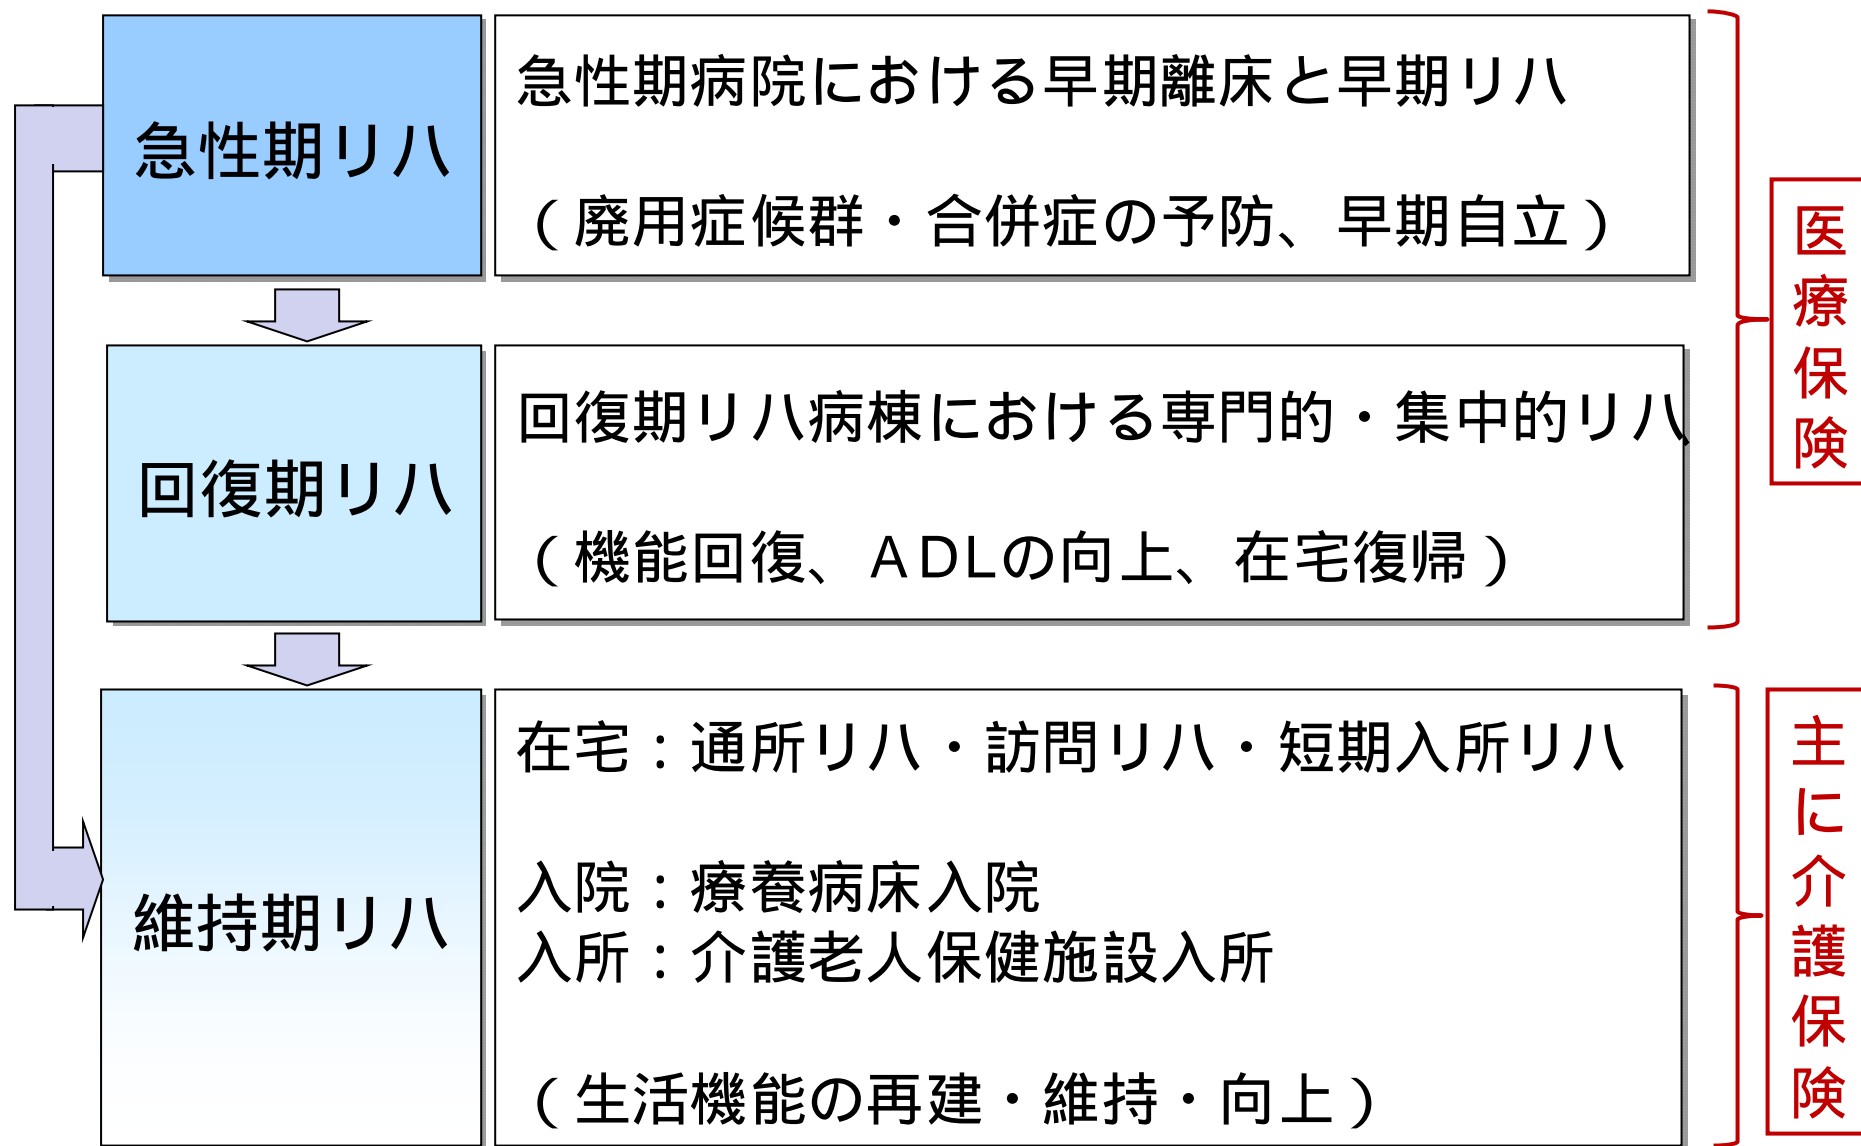 急性期リハ
急性期病院における早期離床と早期リハ
（廃用症候群・合併症の予防、早期自立）
回復期リハ
回復期リハ病棟における専門的・集中的リハ
（機能回復、ADLの向上、在宅復帰）
医療保険
維持期リハ
在宅：通所リハ・訪問リハ・短期入所リハ
入院：療養病床入院
入所：介護老人保健施設入所
（生活機能の再建・維持・向上）
主に介護保険